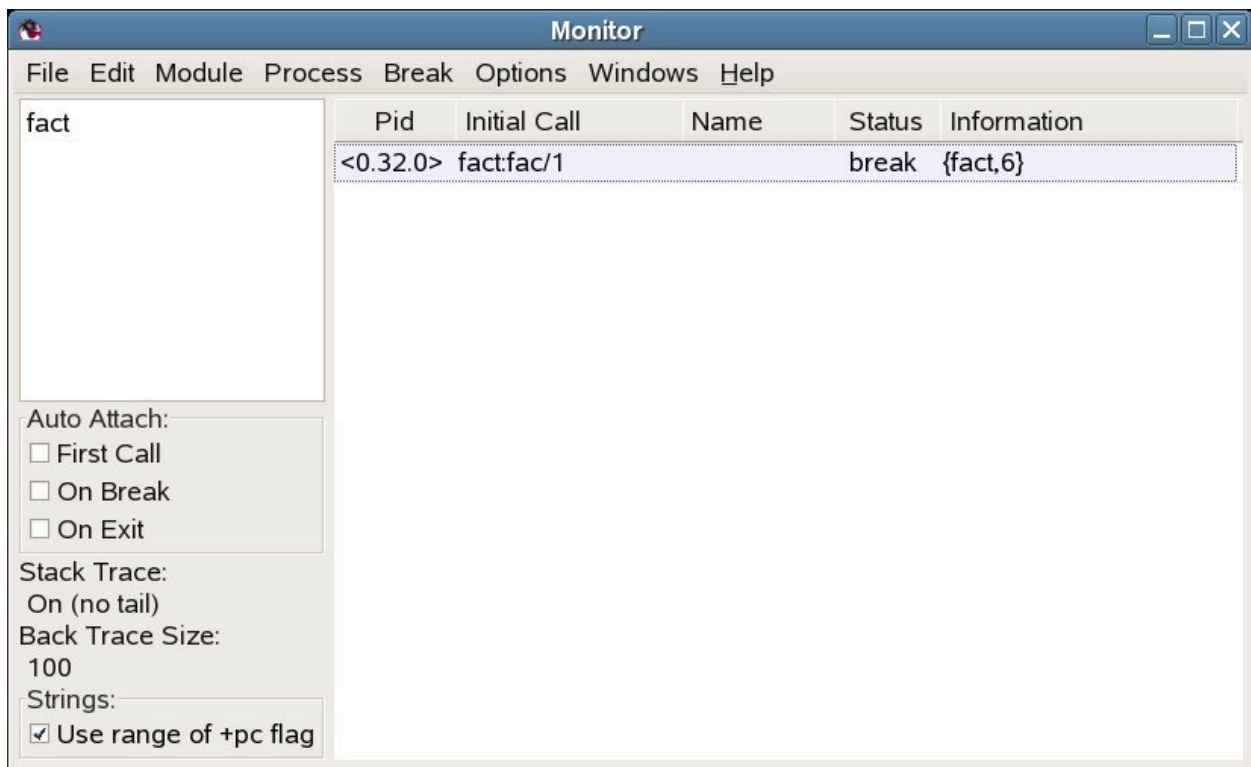 Monitor
File Edit Module Process Break Options Windows Help
fact
Pid Initial Call Name Status Information
<0.32.0> fact:fac/1 break {fact,6}
Auto Attach:
First Call
On Break
On Exit
Stack Trace:
On (no tail)
Back Trace Size:
100
Strings:
Use range of +pc flag